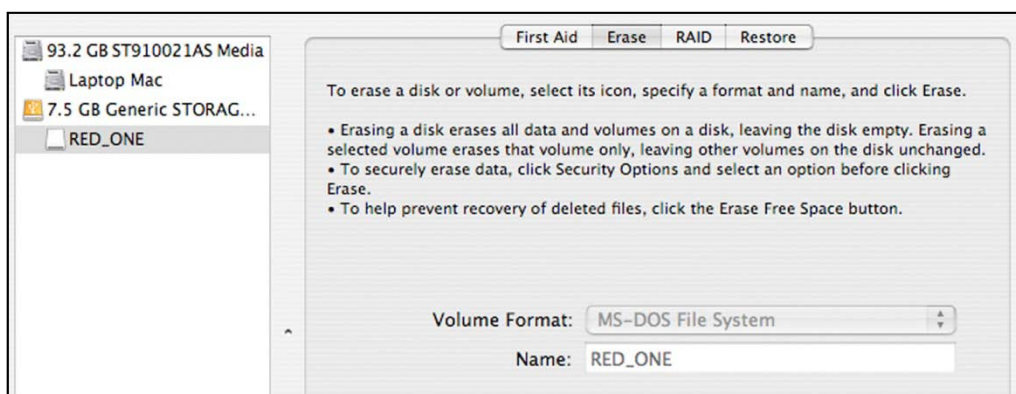 First Aid Erase RAID Restore
93.2 GB ST910021AS Media
Laptop Mac
7.5 GB Generic STORAG...
RED_ONE
To erase a disk or volume, select its icon, specify a format and name, and click Erase.
• Erasing a disk erases all data and volumes on a disk, leaving the disk empty. Erasing a
selected volume erases that volume only, leaving other volumes on the disk unchanged.
• To securely erase data, click Security Options and select an option before clicking
Erase.
• To help prevent recovery of deleted files, click the Erase Free Space button.
Volume Format: MS-DOS File System
Name: RED_ONE